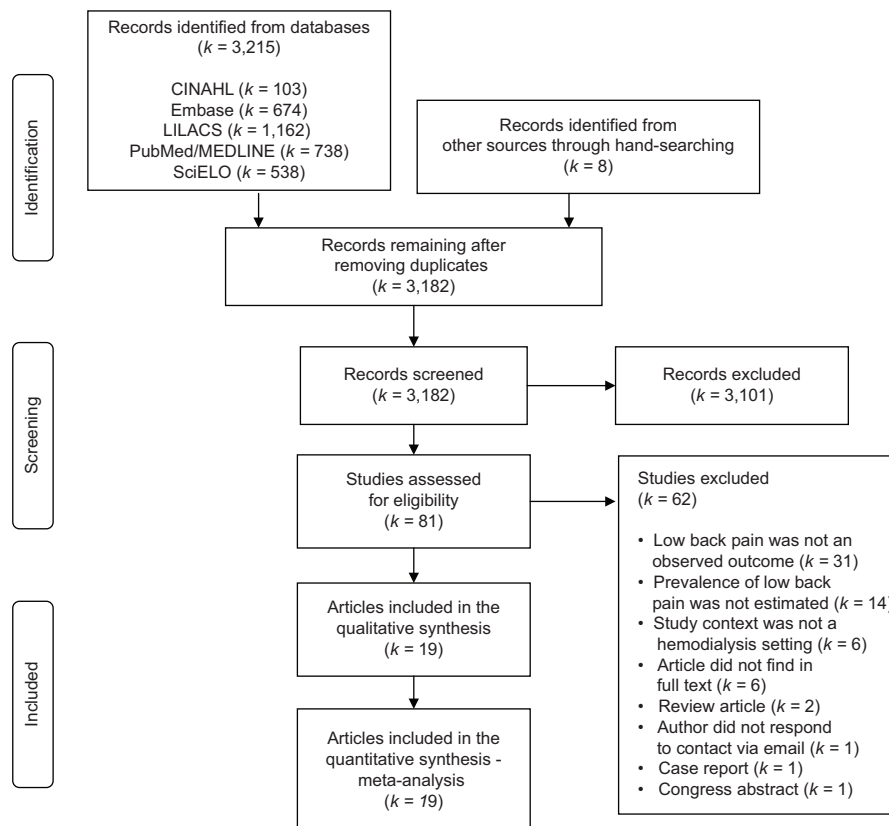 Identification
Records identified from databases
(k = 3,215)
CINAHL (k = 103)
Embase (k = 674)
LILACS (k = 1,162)
PubMed/MEDLINE (k = 738)
SciELO (k = 538)
Records identified from
other sources through hand-searching
(k = 8)
Records remaining after
removing duplicates
(k = 3,182)
Screening
Records screened
(k = 3,182)
Records excluded
(k = 3,101)
Studies assessed
for eligibility
(k = 81)
Studies excluded
(k = 62)
• Low back pain was not an
observed outcome (k = 31)
• Prevalence of low back
pain was not estimated (k = 14)
• Study context was not a
hemodialysis setting (k = 6)
• Article did not find in
full text (k = 6)
• Review article (k = 2)
• Author did not respond
to contact via email (k = 1)
• Case report (k = 1)
• Congress abstract (k = 1)
Included
Articles included in the
qualitative synthesis
(k = 19)
Articles included in the
quantitative synthesis -
meta-analysis
(k = 19)